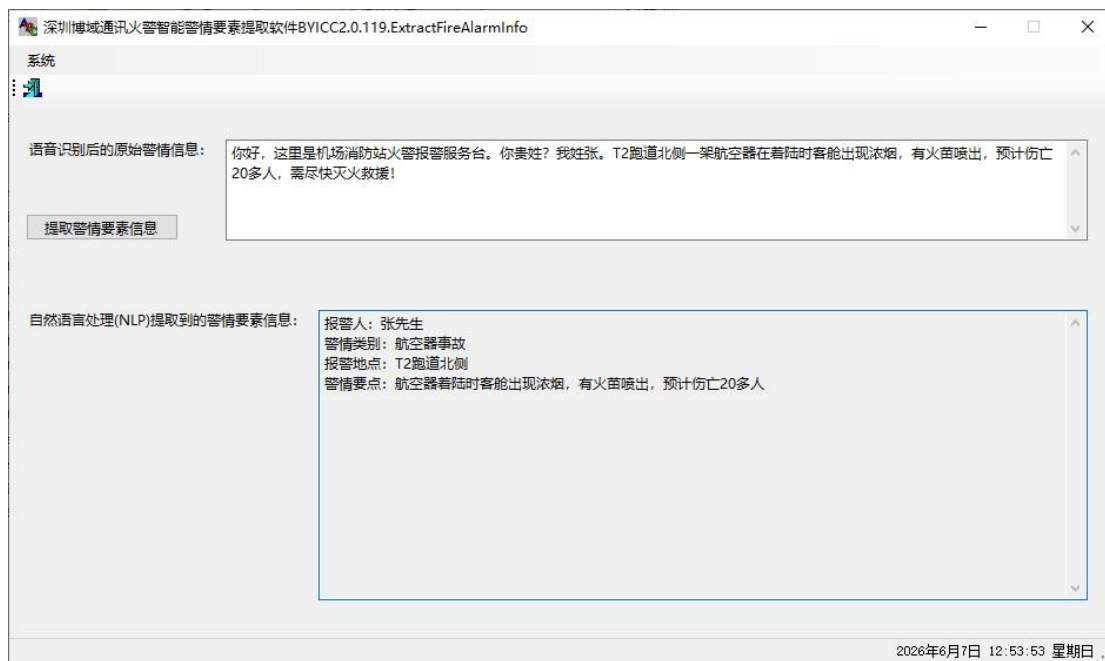 深圳博域通讯火警智能警情要素提取软件BYICC2.0.119.ExtractFireAlarmInfo
系统
语音识别后的原始警情信息：
你好，这里是机场消防站火警报警服务台。你贵姓？我姓张。T2跑道北侧一架航空器在着陆时客舱出现浓烟，有火苗喷出，预计伤亡
20多人，需尽快灭火救援！
提取警情要素信息
自然语言处理(NLP)提取到的警情要素信息：
报警人：张先生
警情类别：航空器事故
报警地点：T2跑道北侧
警情要点：航空器着陆时客舱出现浓烟，有火苗喷出，预计伤亡20多人
2026年6月7日 12:53:53 星期日